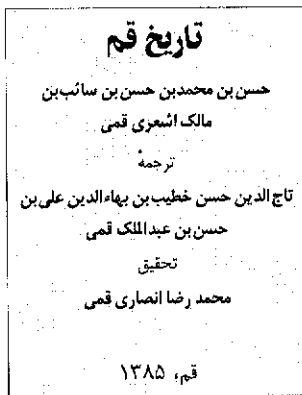 تاریخ قم
حسن بن محمد بن حسن بن سائب بن
مالک اشعری قمی
ترجمهٔ
تاج الدین حسن خطیب بن بهاء الدین علی بن
حسن بن عبدالملک قمی
تحقیق
محمد رضا انصاری قمی
قم، ۱۳۸۵